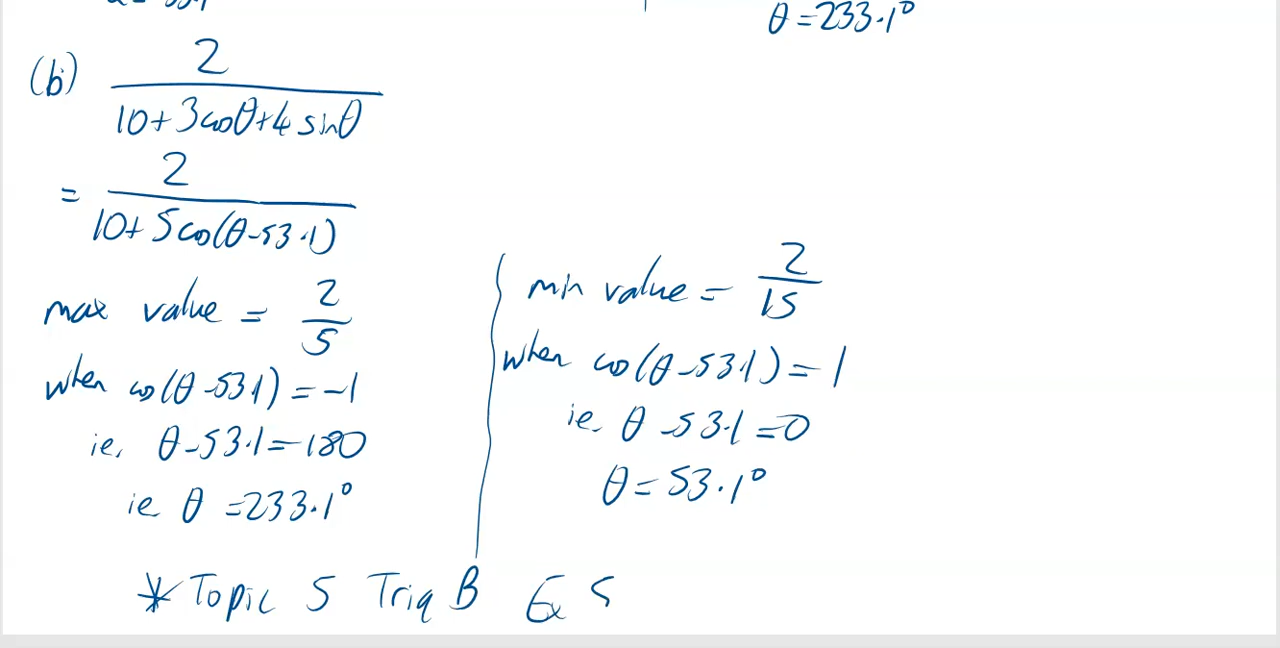 θ = 233.1°
(b) 2 / (10 + 3cosθ + 4 sinθ)
= 2 / (10 + 5cos(θ - 53.1))
max value = 2/5
when cos(θ - 53.1) = -1
ie, θ - 53.1 = 180
ie θ = 233.1°
min value = 2/15
when cos(θ - 53.1) = 1
ie. θ - 53.1 = 0
θ = 53.1°
* Topic 5 Trig B Ex 5